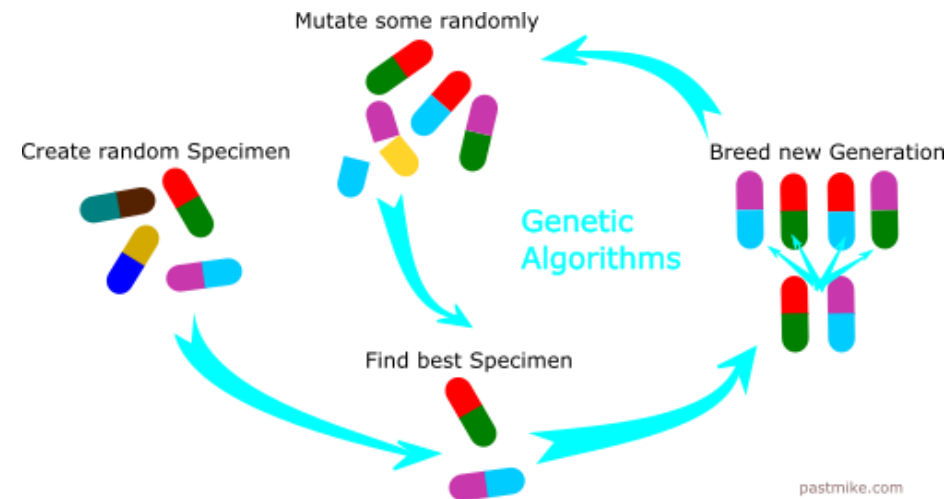 Mutate some randomly
Create random Specimen
Breed new Generation
Genetic
Algorithms
Find best Specimen
pastmike.com